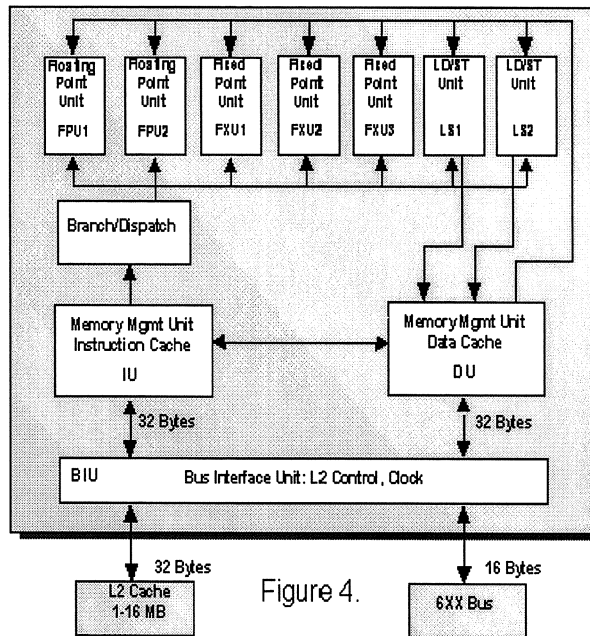 Floating Point Unit FPU1
Floating Point Unit FPU2
Fixed Point Unit FXU1
Fixed Point Unit FXU2
Fixed Point Unit FXU3
LD/ST Unit LS1
LD/ST Unit LS2
Branch/Dispatch
Memory Mgmt Unit
Instruction Cache
IU
Memory Mgmt Unit
Data Cache
DU
32 Bytes
32 Bytes
BIU Bus Interface Unit: L2 Control, Clock
32 Bytes
16 Bytes
L2 Cache
1-16 MB
Figure 4.
6XX Bus